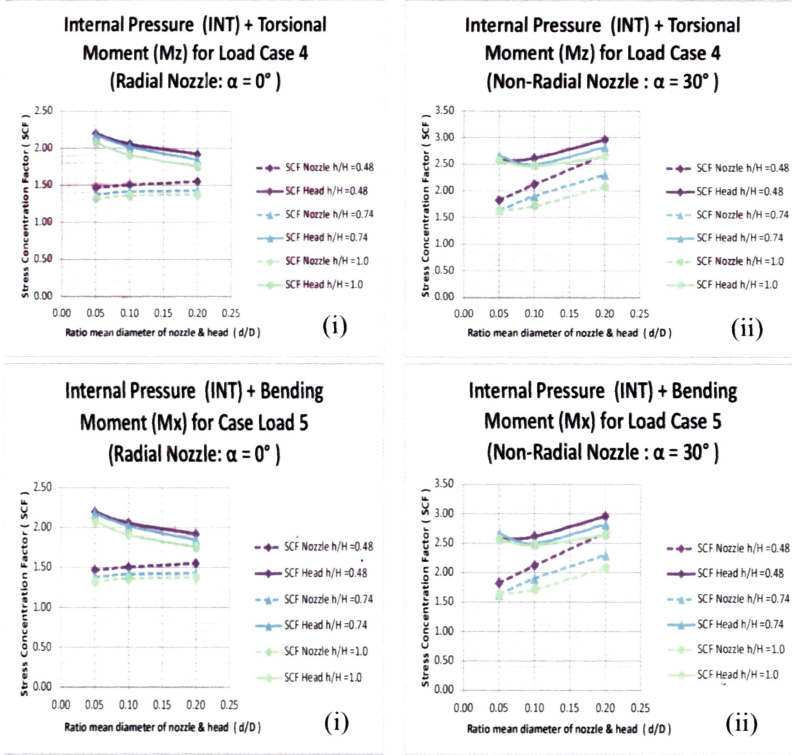 Internal Pressure (INT) + Torsional
Moment (Mz) for Load Case 4
(Radial Nozzle: α = 0° )
Stress Concentration Factor ( SCF )
2.50
2.00
1.50
1.00
0.50
0.00
0.00 0.05 0.10 0.15 0.20 0.25
Ratio mean diameter of nozzle & head ( d/D )
SCF Nozzle h/H =0.48
SCF Head h/H =0.48
SCF Nozzle h/H =0.74
SCF Head h/H =0.74
SCF Nozzle h/H =1.0
SCF Head h/H =1.0
(i)
Internal Pressure (INT) + Torsional
Moment (Mz) for Load Case 4
(Non-Radial Nozzle : α = 30° )
Stress Concentration Factor ( SCF )
3.50
3.00
2.50
2.00
1.50
1.00
0.50
0.00
0.00 0.05 0.10 0.15 0.20 0.25
Ratio mean diameter of nozzle & head ( d/D )
SCF Nozzle h/H =0.48
SCF Head h/H =0.48
SCF Nozzle h/H =0.74
SCF Head h/H =0.74
SCF Nozzle h/H =1.0
SCF Head h/H =1.0
(ii)
Internal Pressure (INT) + Bending
Moment (Mx) for Case Load 5
(Radial Nozzle: α = 0° )
Stress Concentration Factor ( SCF )
2.50
2.00
1.50
1.00
0.50
0.00
0.00 0.05 0.10 0.15 0.20 0.25
Ratio mean diameter of nozzle & head ( d/D )
SCF Nozzle h/H =0.48
SCF Head h/H =0.48
SCF Nozzle h/H =0.74
SCF Head h/H =0.74
SCF Nozzle h/H =1.0
SCF Head h/H =1.0
(i)
Internal Pressure (INT) + Bending
Moment (Mx) for Load Case 5
(Non-Radial Nozzle : α = 30° )
Stress Concentration Factor ( SCF )
3.50
3.00
2.50
2.00
1.50
1.00
0.50
0.00
0.00 0.05 0.10 0.15 0.20 0.25
Ratio mean diameter of nozzle & head ( d/D )
SCF Nozzle h/H =0.48
SCF Head h/H =0.48
SCF Nozzle h/H =0.74
SCF Head h/H =0.74
SCF Nozzle h/H =1.0
SCF Head h/H =1.0
(ii)